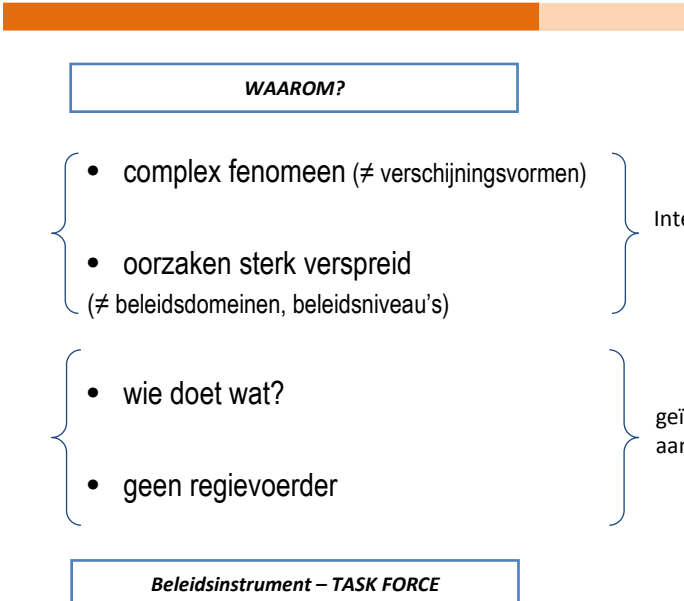 WAAROM?
• complex fenomeen (≠ verschijningsvormen)
• oorzaken sterk verspreid
(≠ beleidsdomeinen, beleidsniveau's)
• wie doet wat?
• geen regievoerder
Beleidsinstrument – TASK FORCE